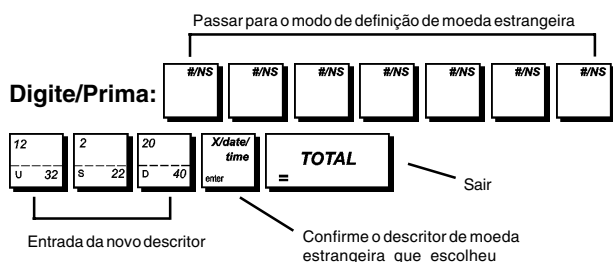 Passar para o modo de definição de moeda estrangeira
Digite/Prima: #/NS #/NS #/NS #/NS #/NS #/NS #/NS
12 2 20 X/date/
time
TOTAL
U 32 S 22 D 40 enter =
Sair
Entrada da novo descritor
Confirme o descritor de moeda
estrangeira que escolheu